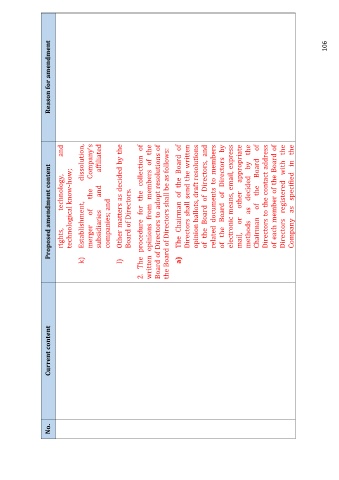 No.
Current content
Proposed amendment content
Reason for amendment
rights, technology, and
technological know-how;
k) Establishment, dissolution,
merger of the Company's
subsidiaries and affiliated
companies; and
l) Other matters as decided by the
Board of Directors.
2. The procedure for the collection of
written opinions from members of the
Board of Directors to adopt resolutions of
the Board of Directors shall be as follows:
a) The Chairman of the Board of
Directors shall send the written
opinion ballots, draft resolutions
of the Board of Directors, and
related documents to members
of the Board of Directors by
electronic means, email, express
mail, or other appropriate
methods as decided by the
Chairman of the Board of
Directors to the contact address
of each member of the Board of
Directors registered with the
Company as specified in the
106